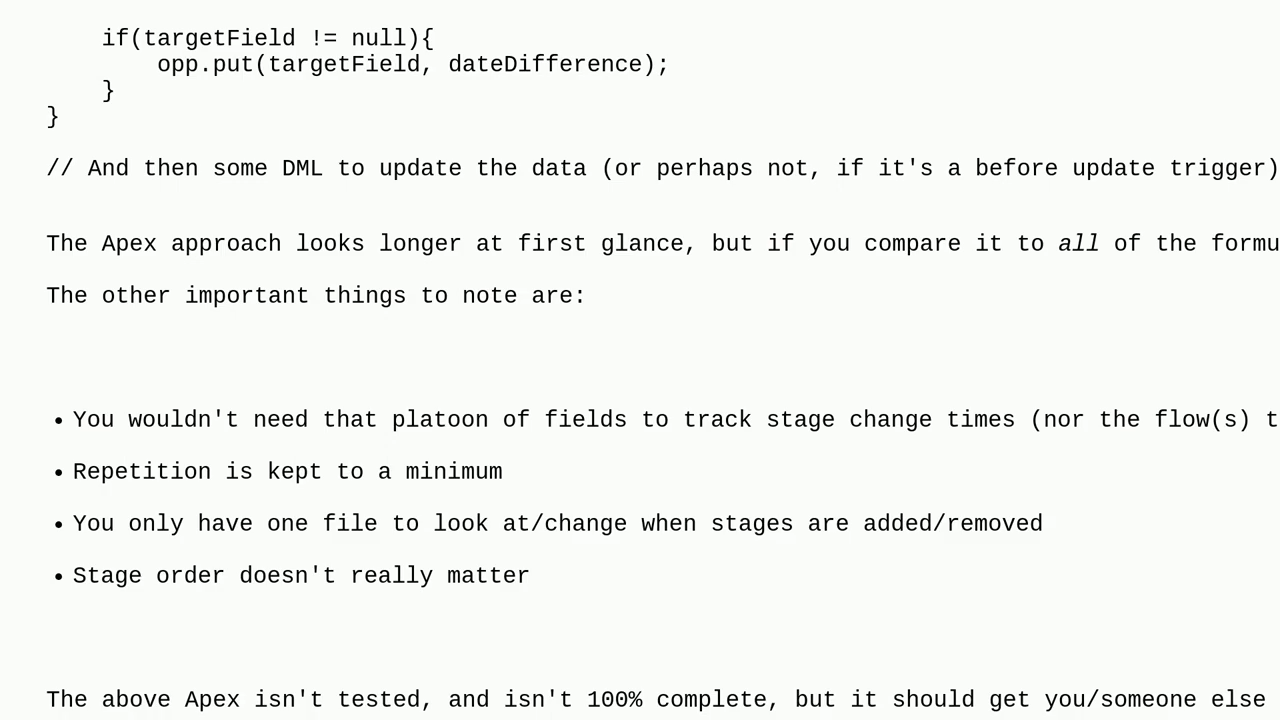 if(targetField != null){
opp.put(targetField, dateDifference);
}
}
// And then some DML to update the data (or perhaps not, if it's a before update trigger)
The Apex approach looks longer at first glance, but if you compare it to all of the
The other important things to note are:
• You wouldn't need that platoon of fields to track stage change times (nor the flow(s)
• Repetition is kept to a minimum
• You only have one file to look at/change when stages are added/removed
• Stage order doesn't really matter
The above Apex isn't tested, and isn't 100% complete, but it should get you/someone else